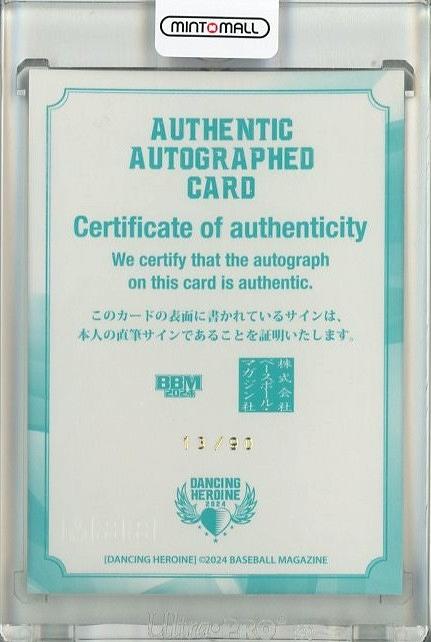 MINT MALL
AUTHENTIC
AUTOGRAPHED
CARD
Certificate of authenticity
We certify that the autograph
on this card is authentic.
このカードの表面に書かれているサインは、
本人の直筆サインであることを証明いたします。
BBM
2024
株式会社
ベースボール・
マガジン社
13/90
DANCING
HEROINE
2024
[DANCING HEROINE] ©2024 BASEBALL MAGAZINE
Ultra PRO